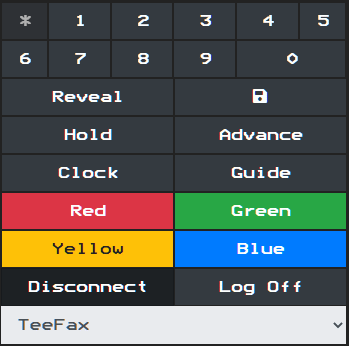 * 1 2 3 4 5
6 7 8 9 0
Reveal
Hold Advance
Clock Guide
Red Green
Yellow Blue
Disconnect Log Off
TeeFax